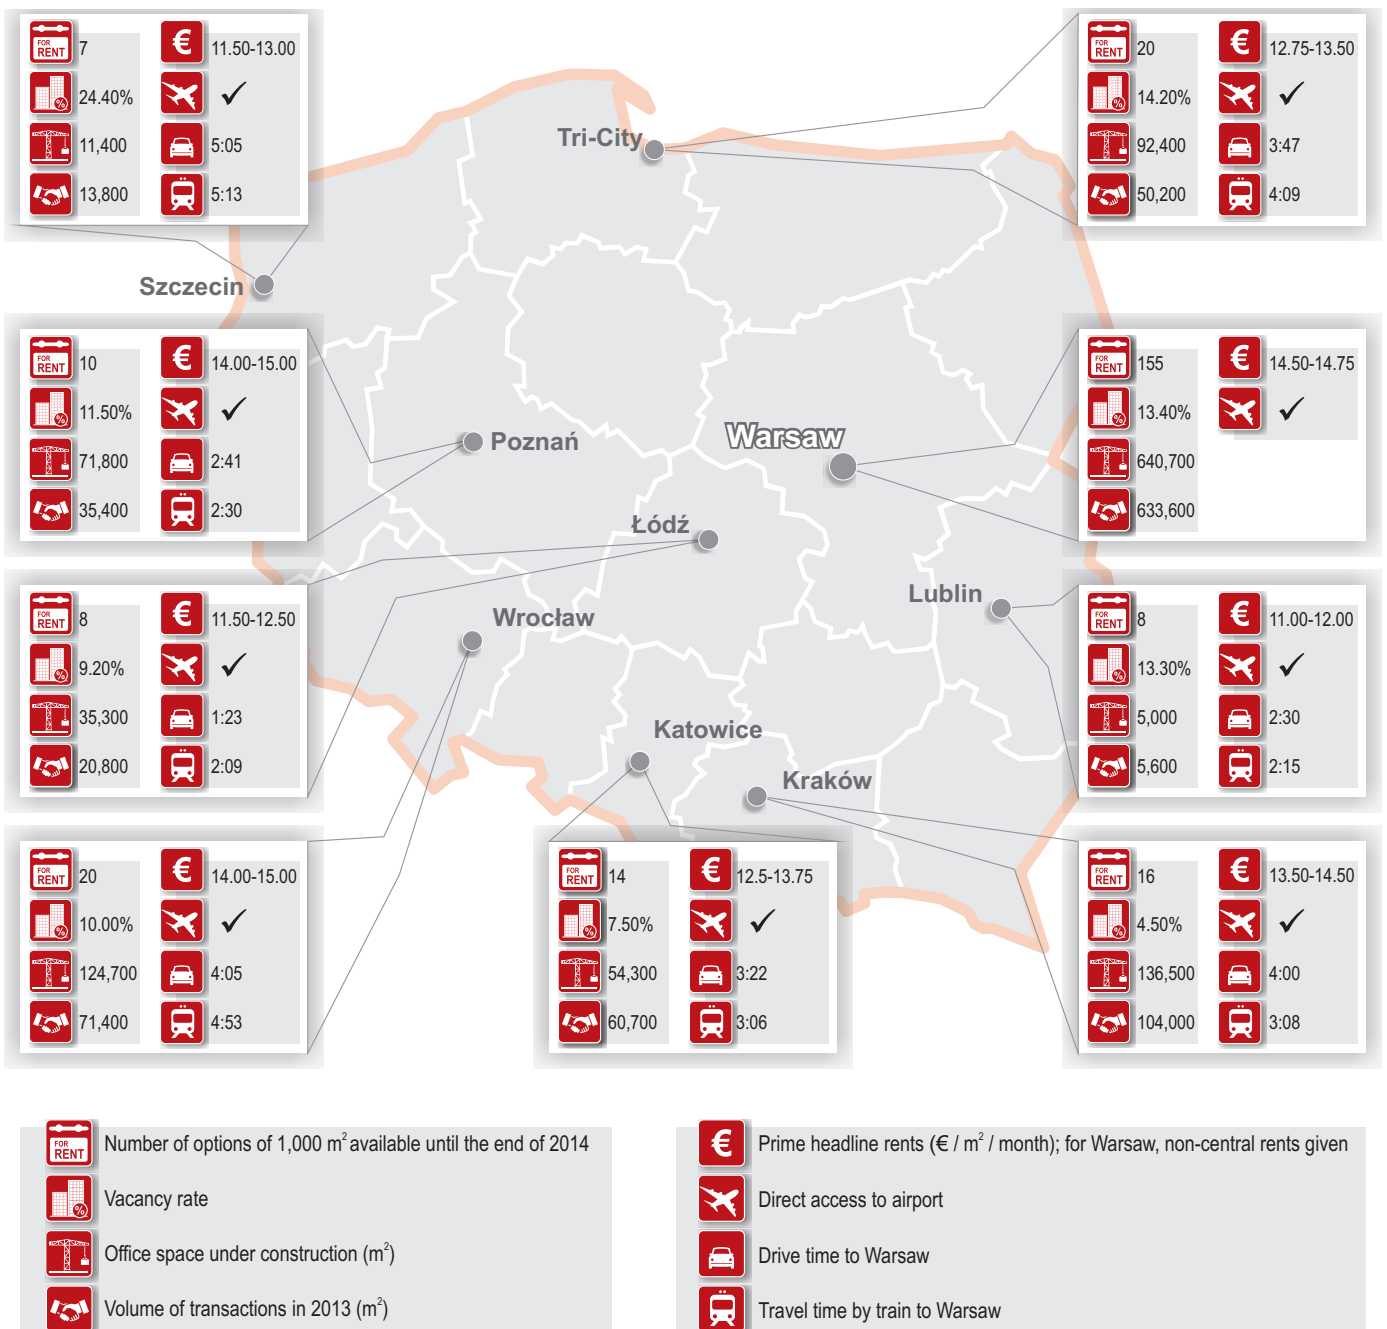 FOR RENT 7
€ 11.50-13.00
24.40%
11,400
5:05
13,800
5:13
FOR RENT 20
€ 12.75-13.50
14.20%
92,400
3:47
50,200
4:09
Tri-City
Szczecin
FOR RENT 10
€ 14.00-15.00
11.50%
71,800
2:41
35,400
2:30
FOR RENT 155
€ 14.50-14.75
13.40%
640,700
633,600
Poznań
Warsaw
Łódź
Lublin
Wrocław
Katowice
Kraków
FOR RENT 8
€ 11.50-12.50
% 9.20%
35,300
1:23
20,800
2:09
FOR RENT 8
€ 11.00-12.00
% 13.30%
5,000
2:30
5,600
2:15
FOR RENT 20
€ 14.00-15.00
% 10.00%
124,700
4:05
71,400
4:53
FOR RENT 14
€ 12.5-13.75
% 7.50%
54,300
3:22
60,700
3:06
FOR RENT 16
€ 13.50-14.50
% 4.50%
136,500
4:00
104,000
3:08
FOR RENT Number of options of 1,000 m² available until the end of 2014
% Vacancy rate
Office space under construction (m²)
Volume of transactions in 2013 (m²)
€ Prime headline rents (€ / m² / month); for Warsaw, non-central rents given
Direct access to airport
Drive time to Warsaw
Travel time by train to Warsaw